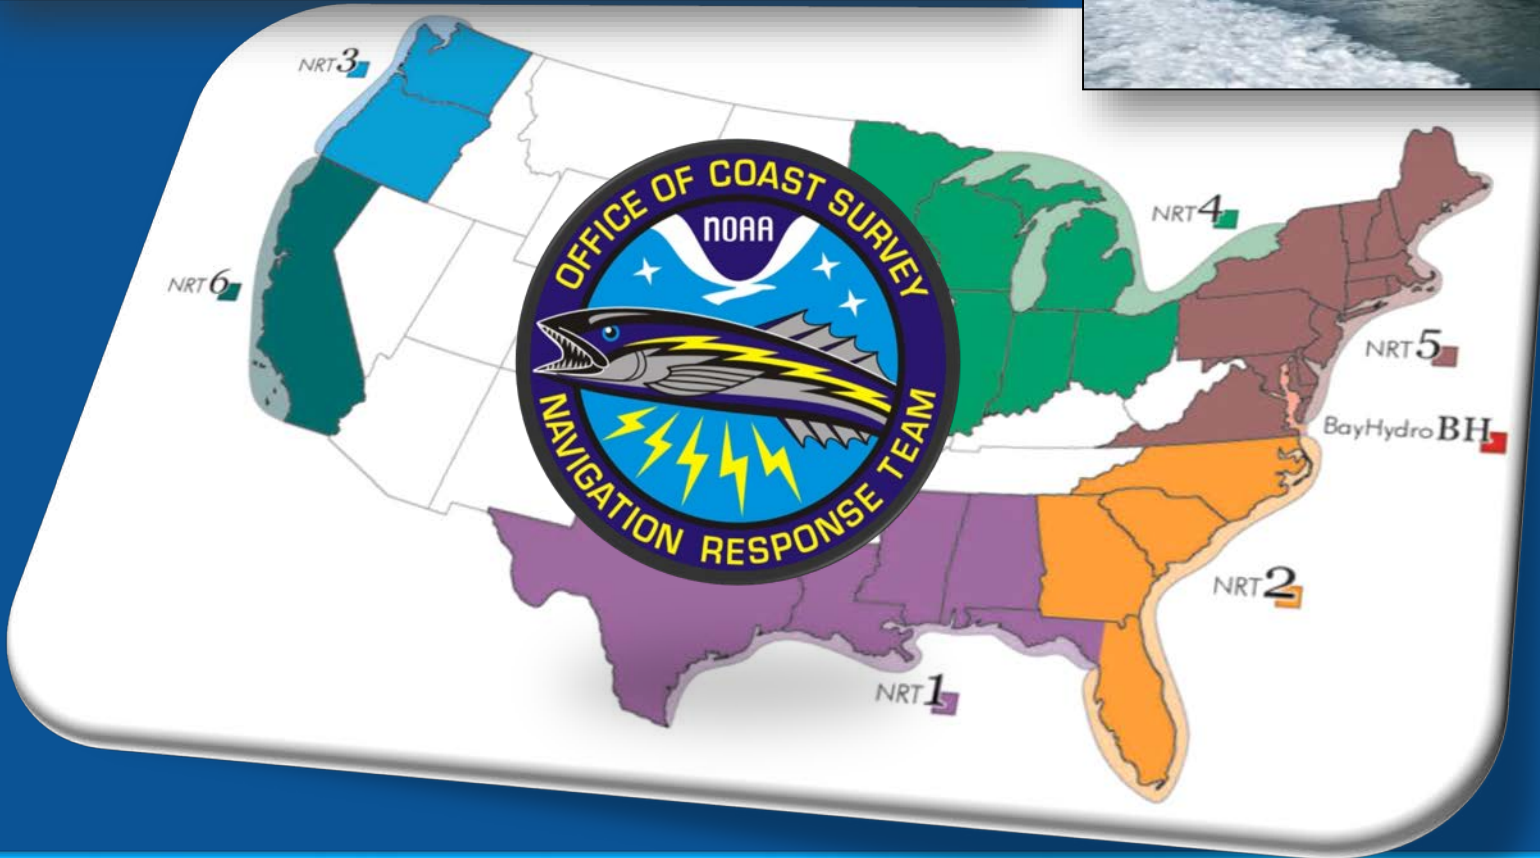 NRT3
NRT4
NRT6
OFFICE OF COAST SURVEY
NOAA
NAVIGATION RESPONSE TEAM
NRT5
BayHydro BH
NRT2
NRT1